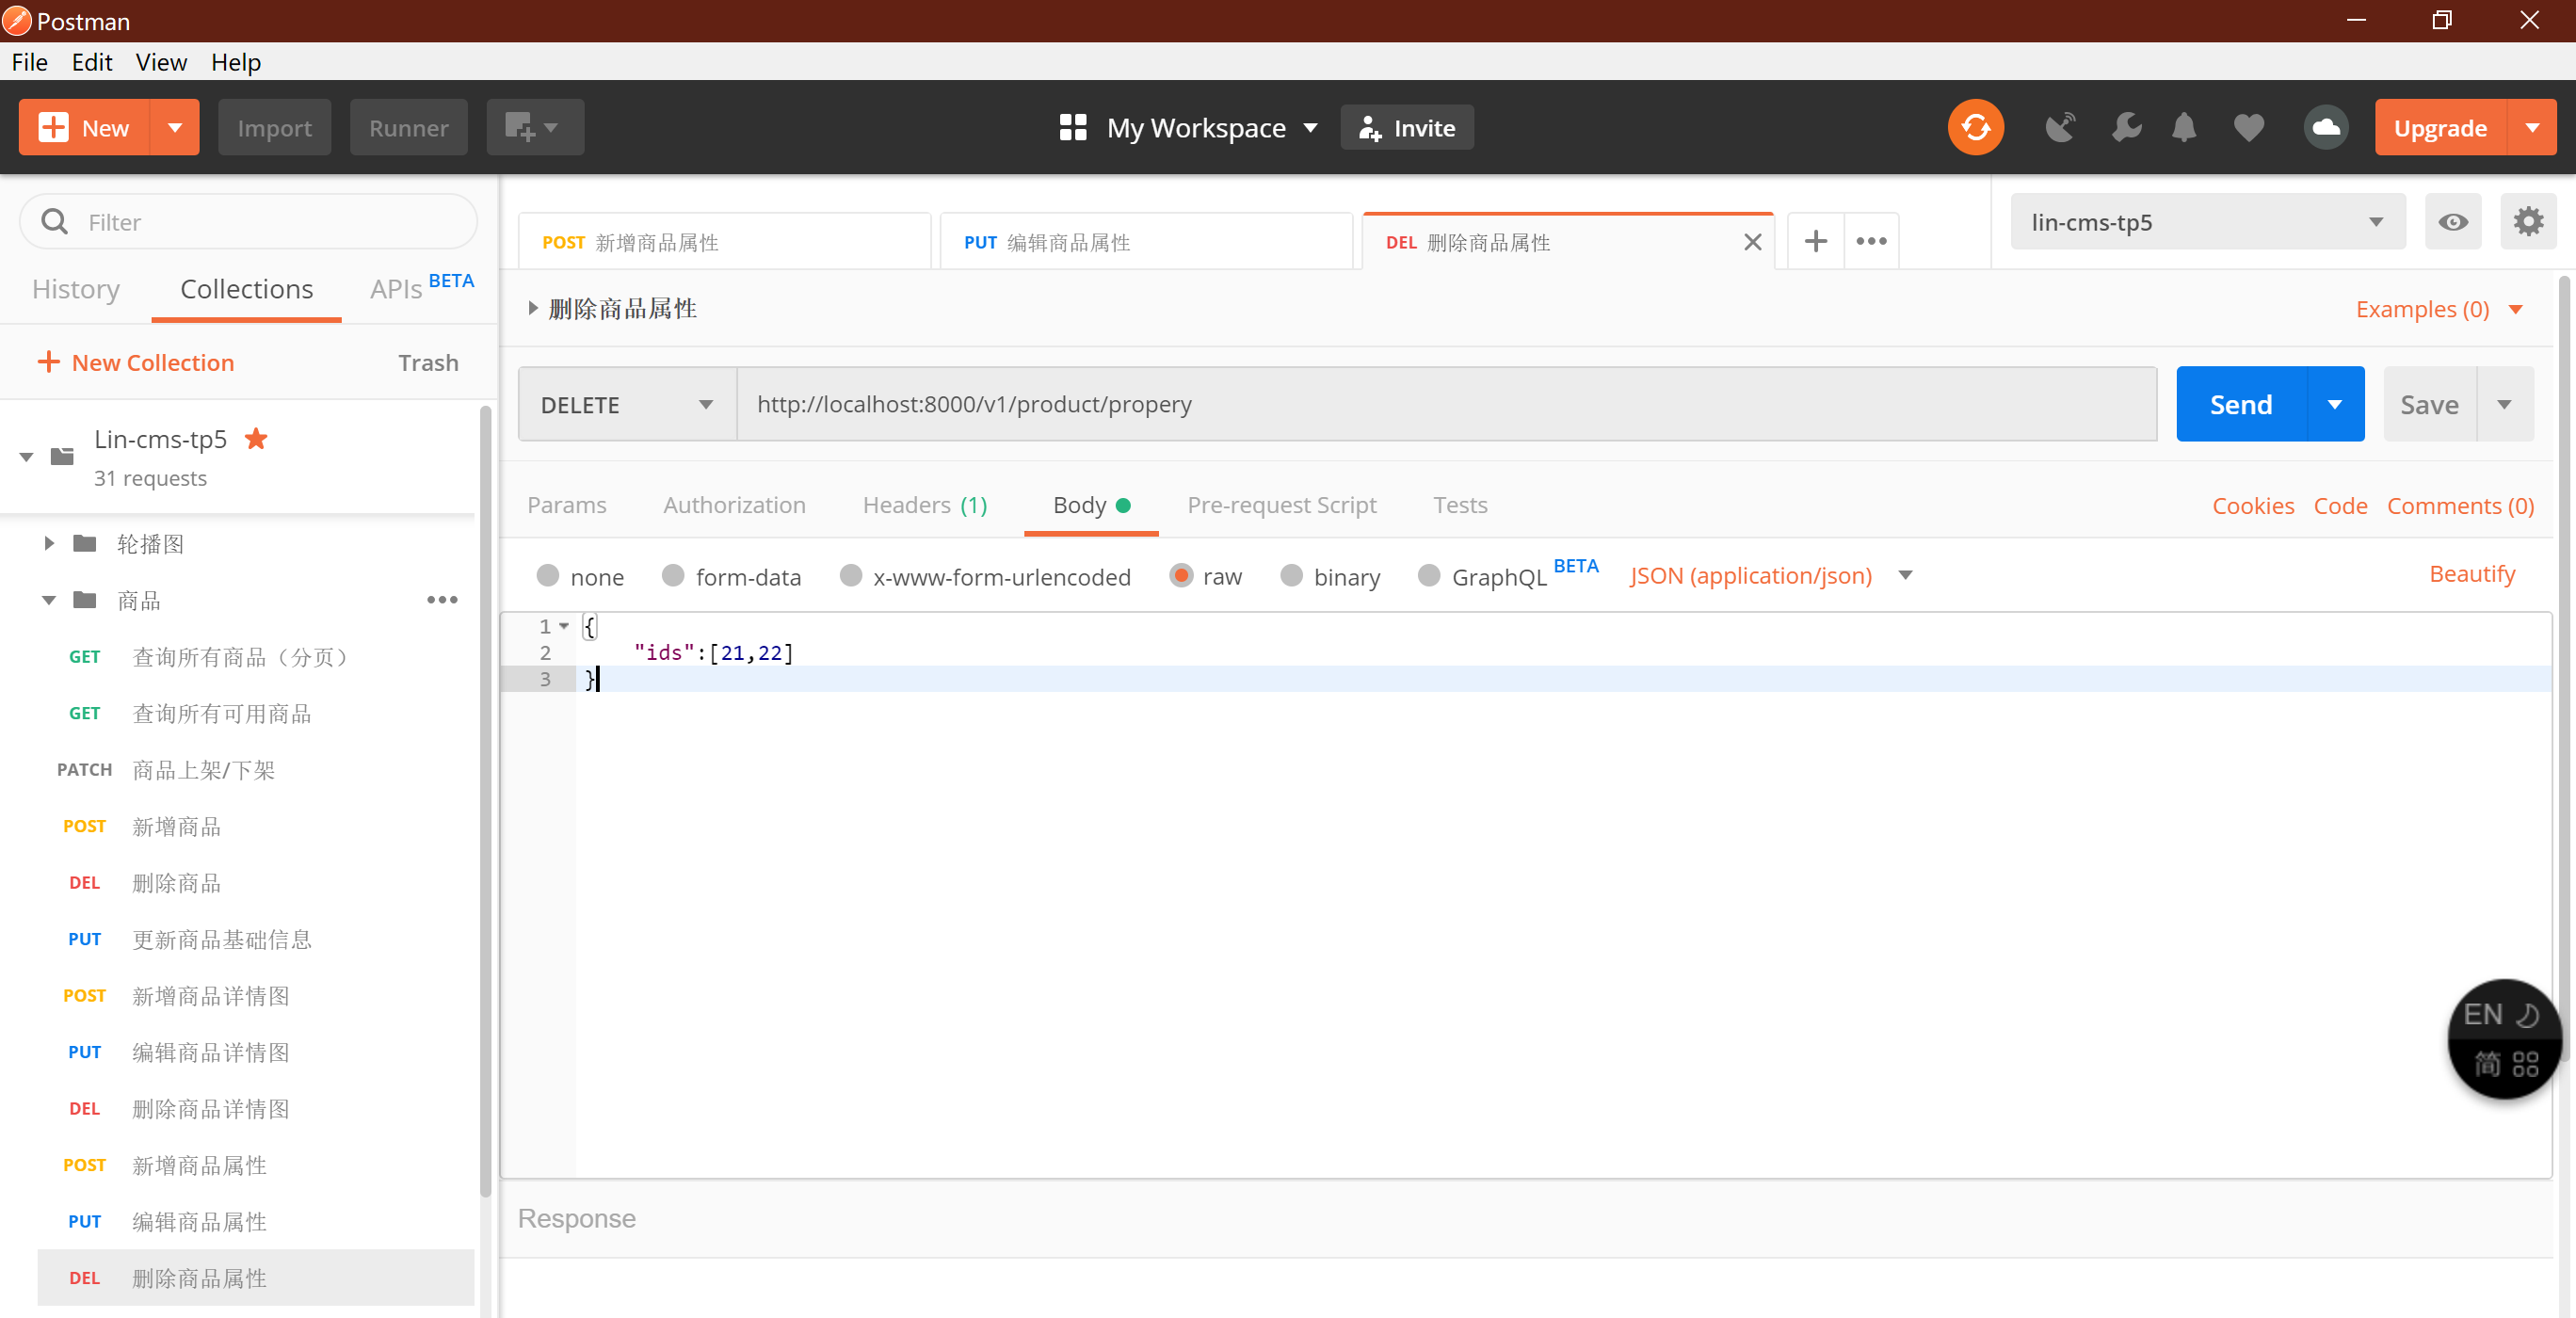 Postman
File Edit View Help
New Import Runner My Workspace Invite Upgrade
Filter
History Collections APIs BETA
New Collection Trash
Lin-cms-tp5
31 requests
轮播图
商品
GET 查询所有商品（分页）
GET 查询所有可用商品
PATCH 商品上架/下架
POST 新增商品
DEL 删除商品
PUT 更新商品基础信息
POST 新增商品详情图
PUT 编辑商品详情图
DEL 删除商品详情图
POST 新增商品属性
PUT 编辑商品属性
DEL 删除商品属性
POST 新增商品属性 PUT 编辑商品属性 DEL 删除商品属性 lin-cms-tp5
删除商品属性 Examples (0)
DELETE http://localhost:8000/v1/product/propery Send Save
Params Authorization Headers (1) Body Pre-request Script Tests Cookies Code Comments (0)
none form-data x-www-form-urlencoded raw binary GraphQL BETA JSON (application/json) Beautify
1 {
2 "ids":[21,22]
3 }
EN
简
Response